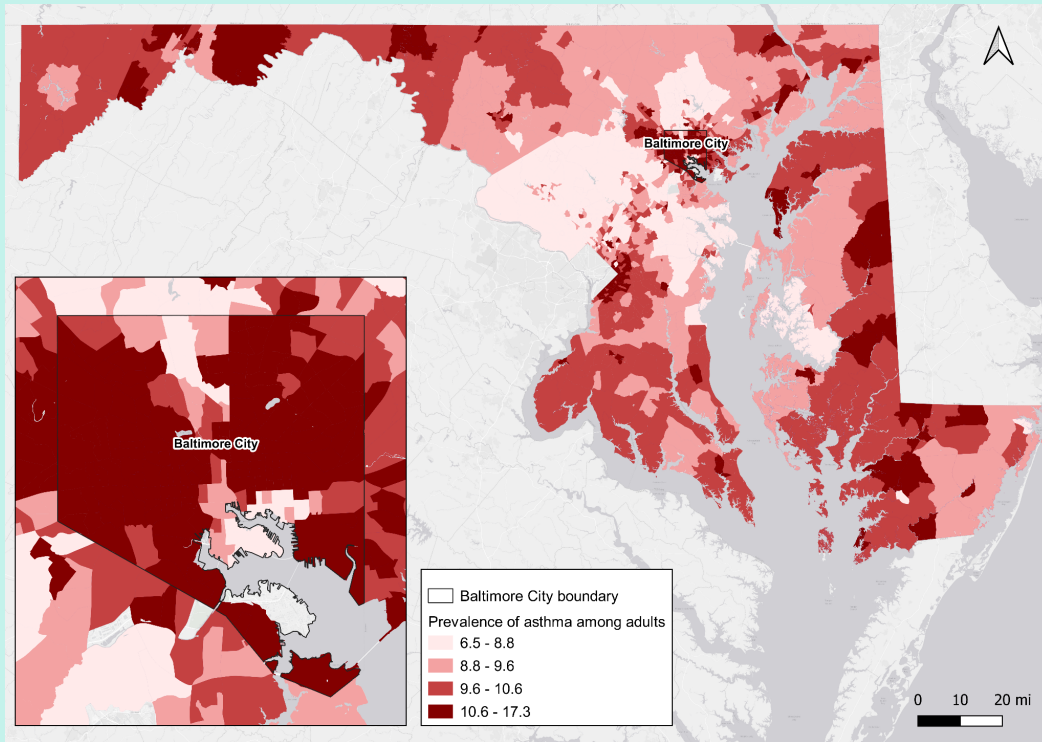 Baltimore City
Baltimore City
Baltimore City boundary
Prevalence of asthma among adults
6.5 - 8.8
8.8 - 9.6
9.6 - 10.6
10.6 - 17.3
0 10 20 mi